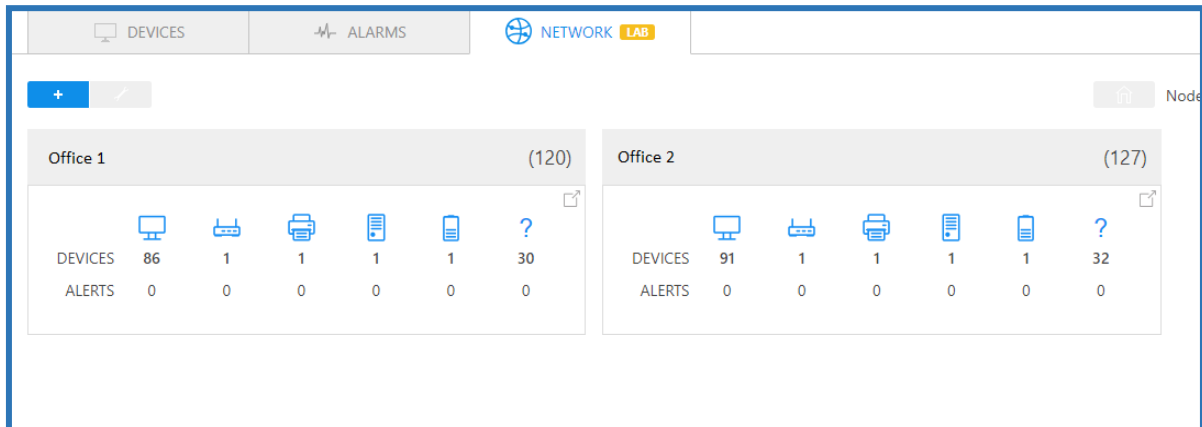 DEVICES ALARMS NETWORK LAB
+ Node
Office 1 (120) Office 2 (127)
? ?
DEVICES 86 1 1 1 1 30 DEVICES 91 1 1 1 1 32
ALERTS 0 0 0 0 0 0 ALERTS 0 0 0 0 0 0